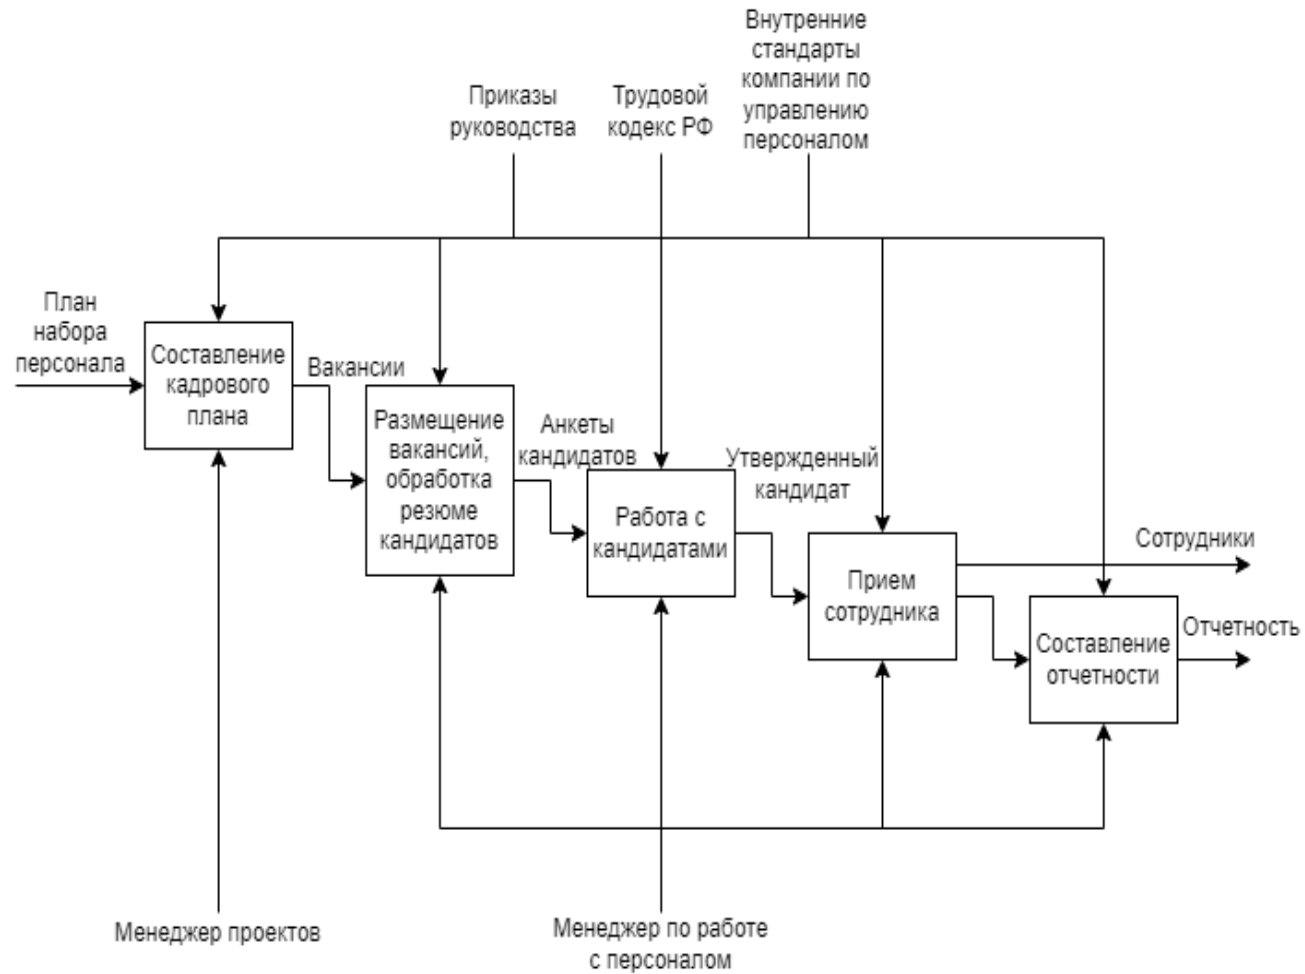 Внутренние
стандарты
компании по
управлению
персоналом
Приказы
руководства
Трудовой
кодекс РФ
План
набора
персонала
Составление
кадрового
плана
Вакансии
Размещение
вакансий,
обработка
резюме
кандидатов
Анкеты
кандидатов
Работа с
кандидатами
Утвержденный
кандидат
Прием
сотрудника
Сотрудники
Составление
отчетности
Отчетность
Менеджер проектов
Менеджер по работе
с персоналом